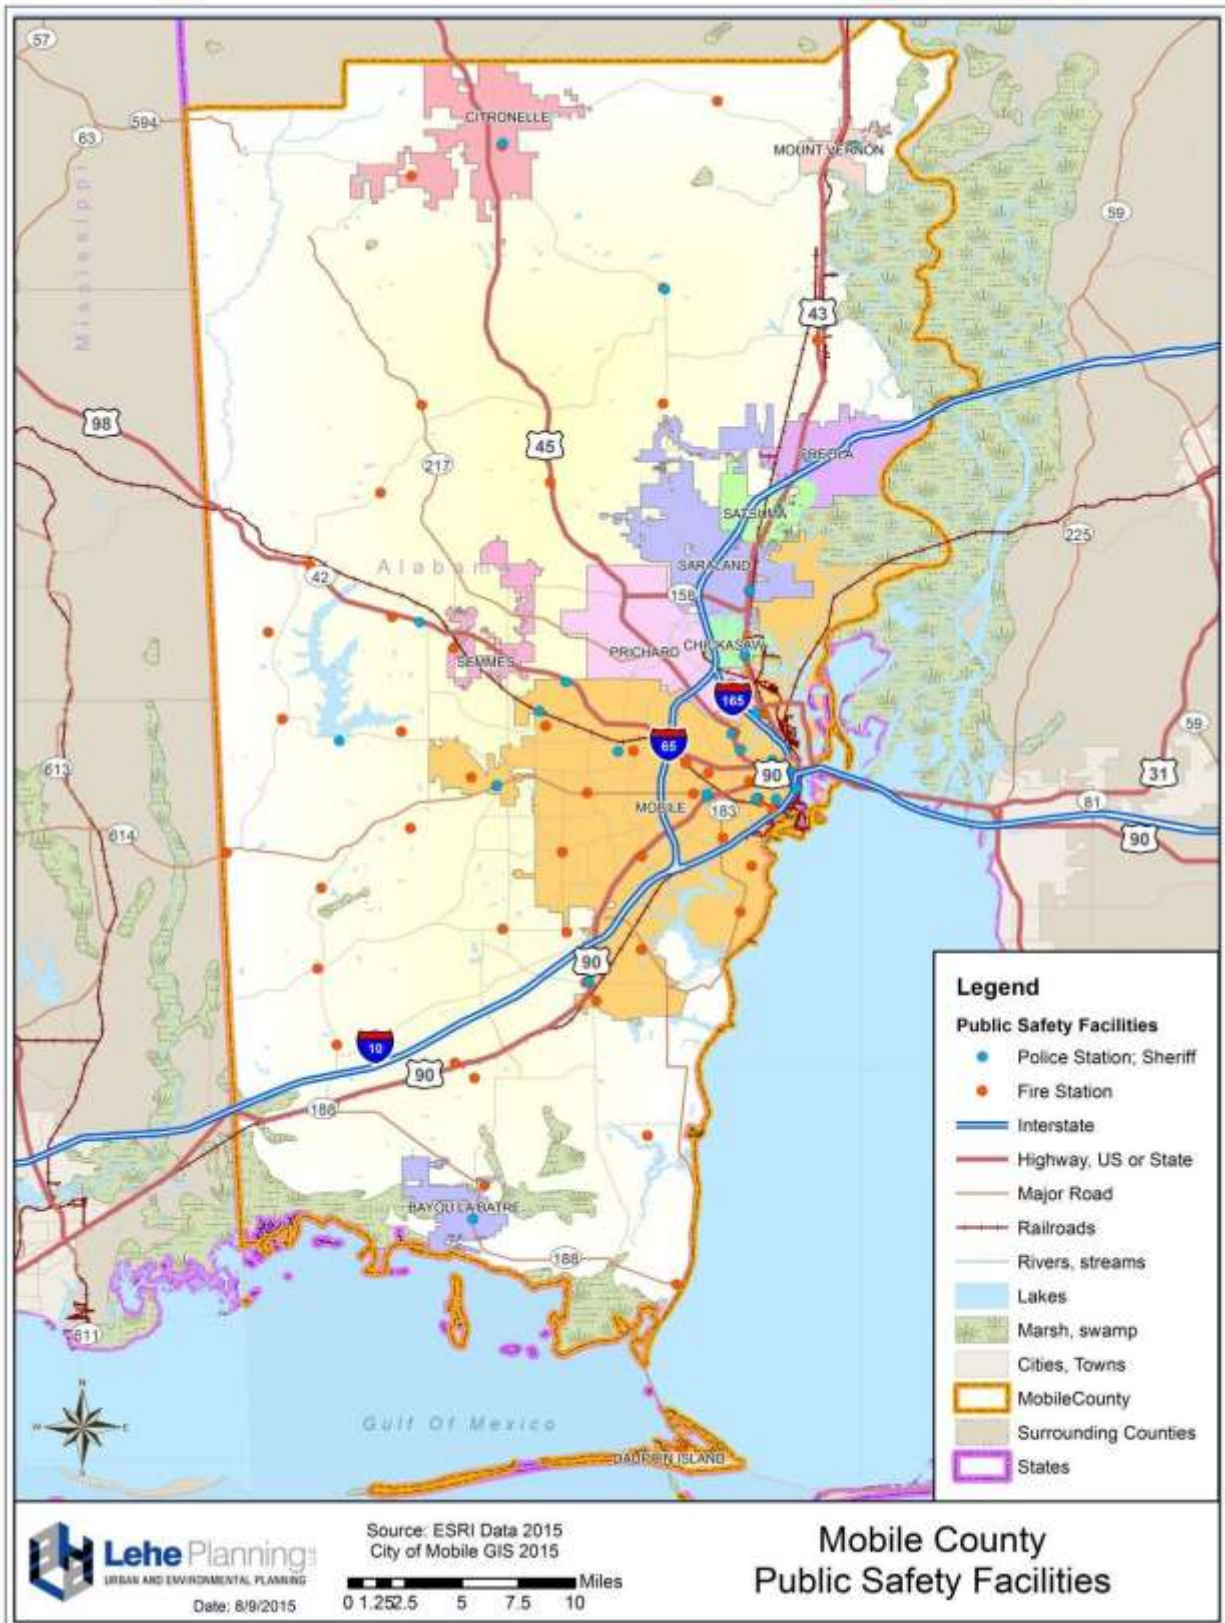 57
594
63
Mississippi
CITRONELLE
MOUNT VERNON
59
43
98
45
217
CREOLA
SATSUMA
225
Alabama
42
SARALAND
158
PRICHARD
CHICKASAW
SEMMES
165
65
59
613
90
31
MOBILE
183
81
614
90
90
10
90
188
BAYOU LA BATRE
188
611
Gulf Of Mexico
DAUPHIN ISLAND
N
W
E
S
Legend
Public Safety Facilities
Police Station; Sheriff
Fire Station
Interstate
Highway, US or State
Major Road
Railroads
Rivers, streams
Lakes
Marsh, swamp
Cities, Towns
MobileCounty
Surrounding Counties
States
Lehe Planning
URBAN AND ENVIRONMENTAL PLANNING
Date: 8/9/2015
Source: ESRI Data 2015
City of Mobile GIS 2015
Miles
0 1.252.5 5 7.5 10
Mobile County
Public Safety Facilities